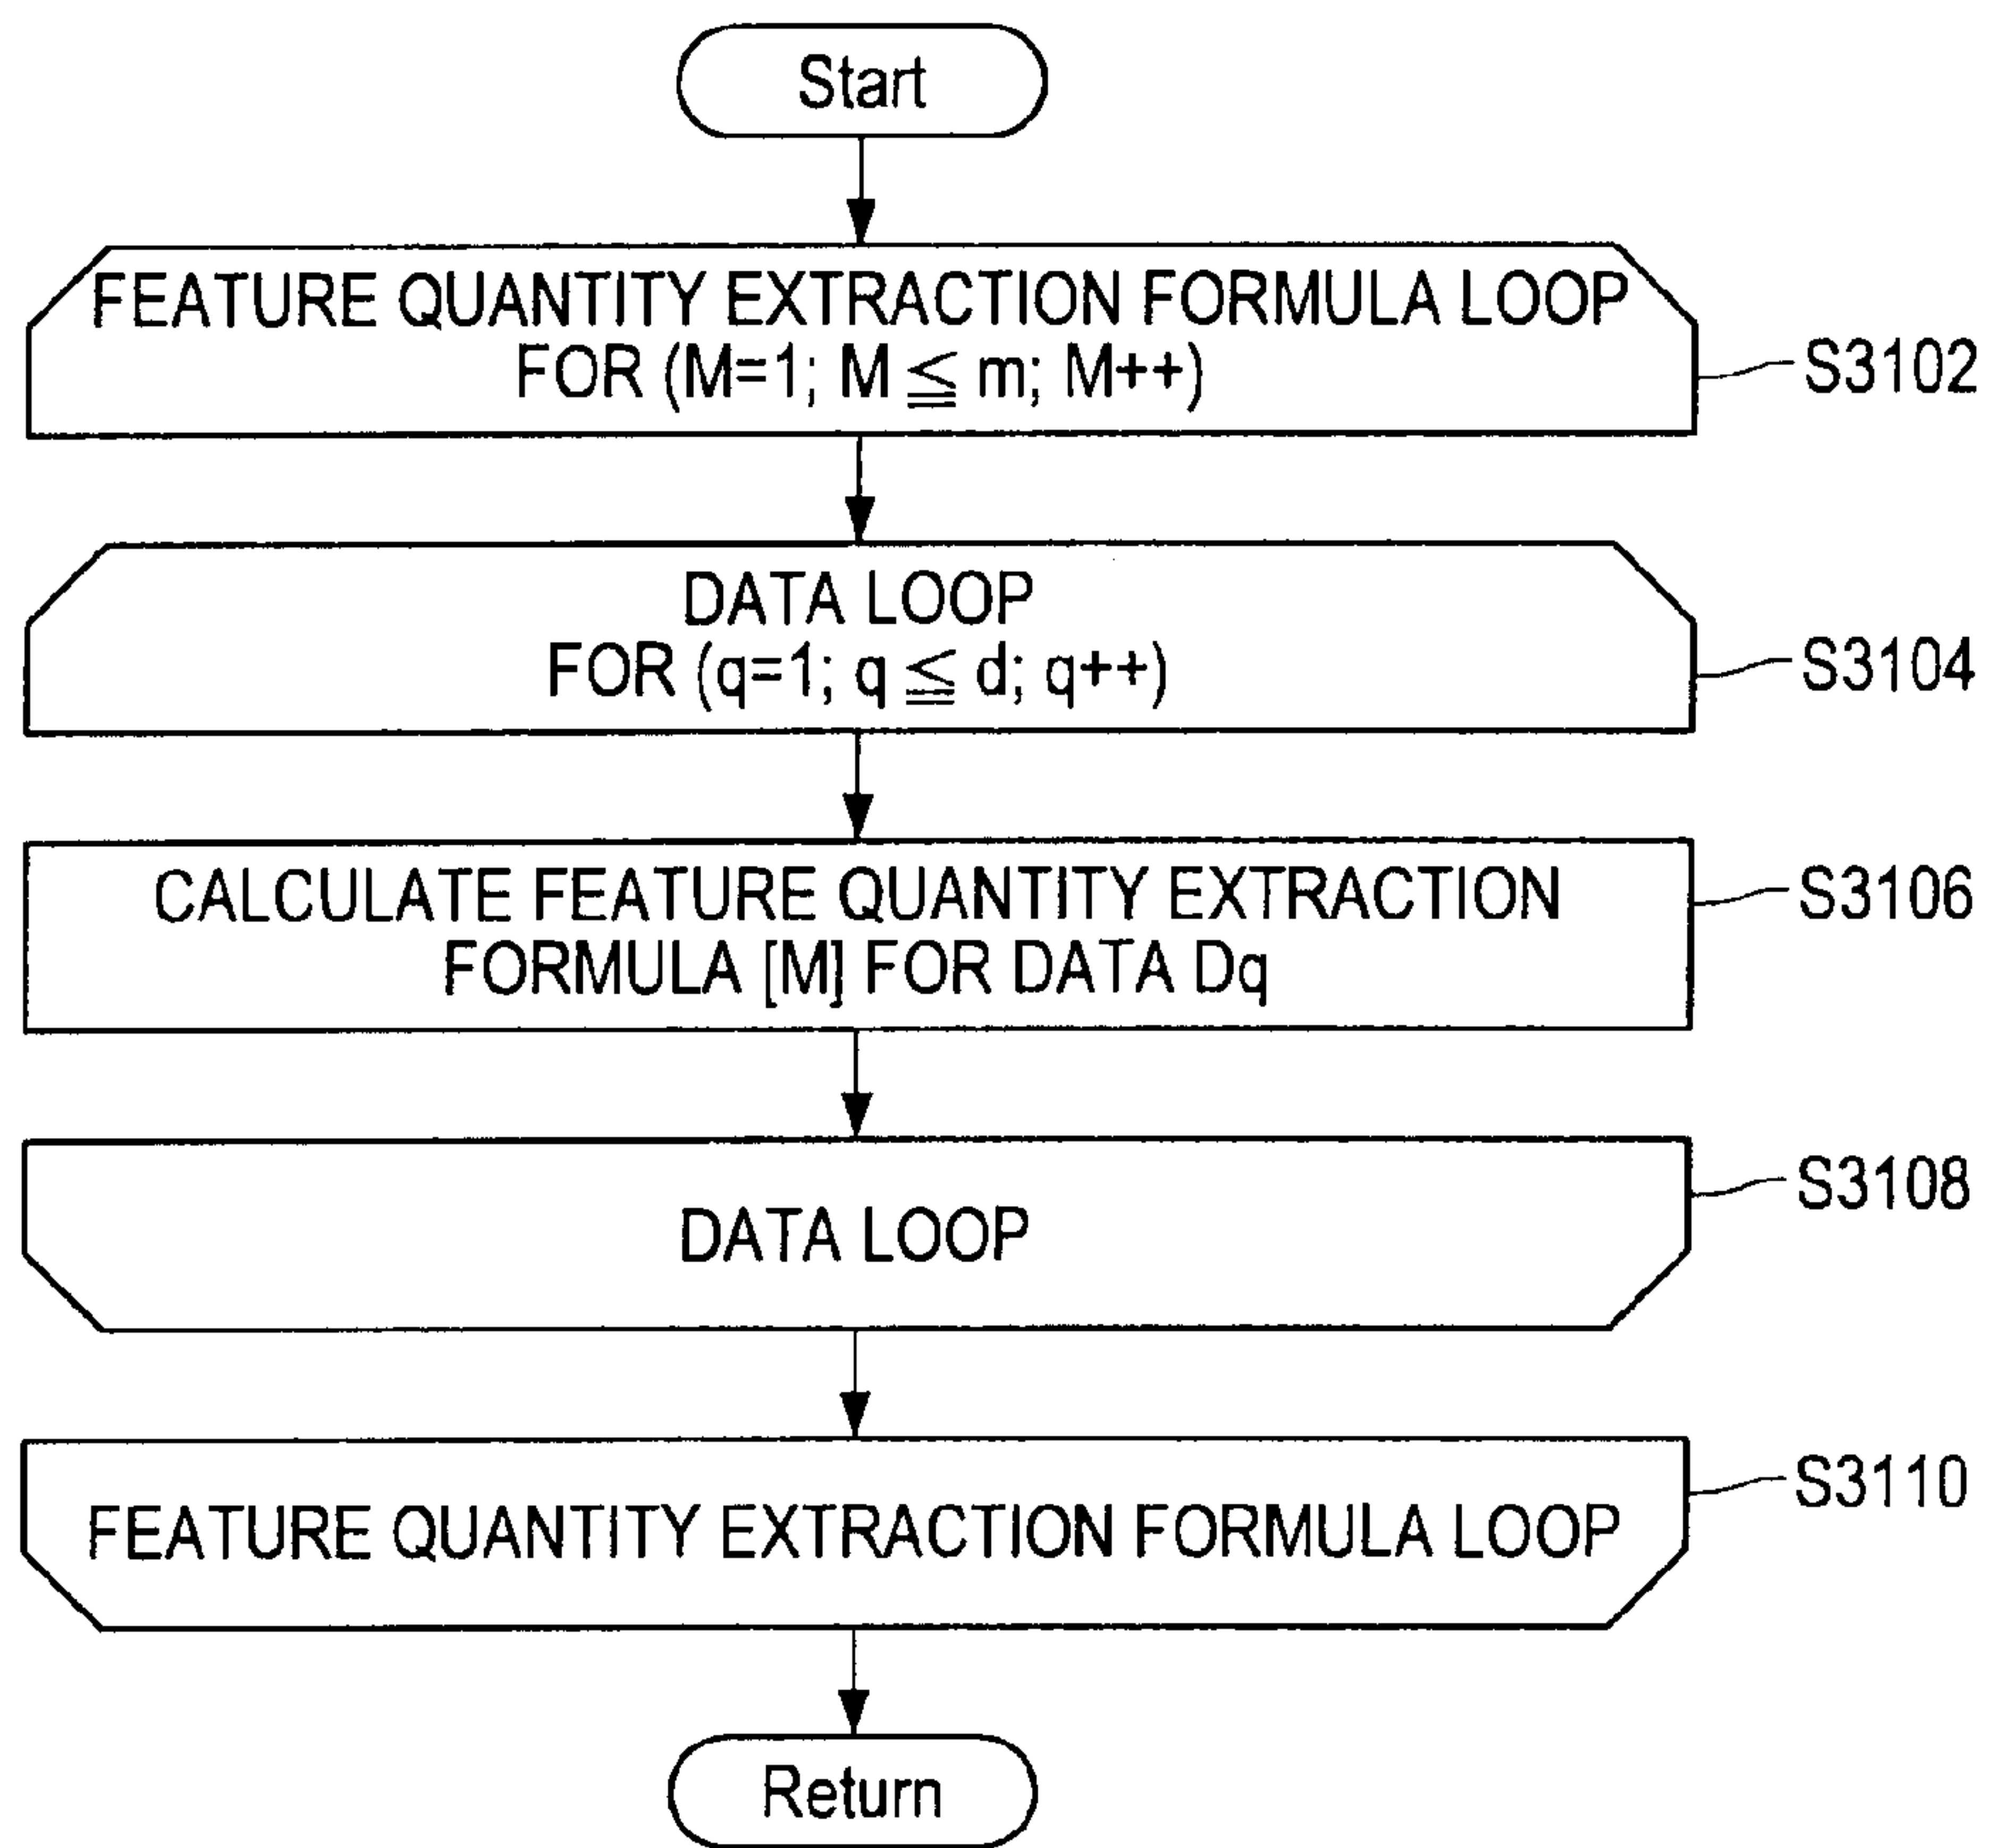 Start
FEATURE QUANTITY EXTRACTION FORMULA LOOP
FOR (M=1; M ≦ m; M++)
S3102
DATA LOOP
FOR (q=1; q ≦ d; q++)
S3104
CALCULATE FEATURE QUANTITY EXTRACTION
FORMULA [M] FOR DATA Dq
S3106
DATA LOOP
S3108
FEATURE QUANTITY EXTRACTION FORMULA LOOP
S3110
Return